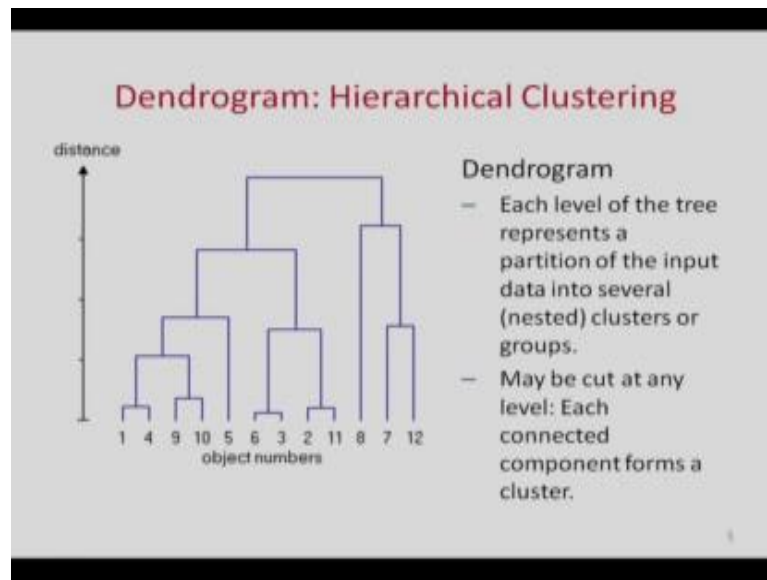 Dendrogram: Hierarchical Clustering
distance
1 4 9 10 5 6 3 2 11 8 7 12
object numbers
Dendrogram
– Each level of the tree
represents a
partition of the input
data into several
(nested) clusters or
groups.
– May be cut at any
level: Each
connected
component forms a
cluster.